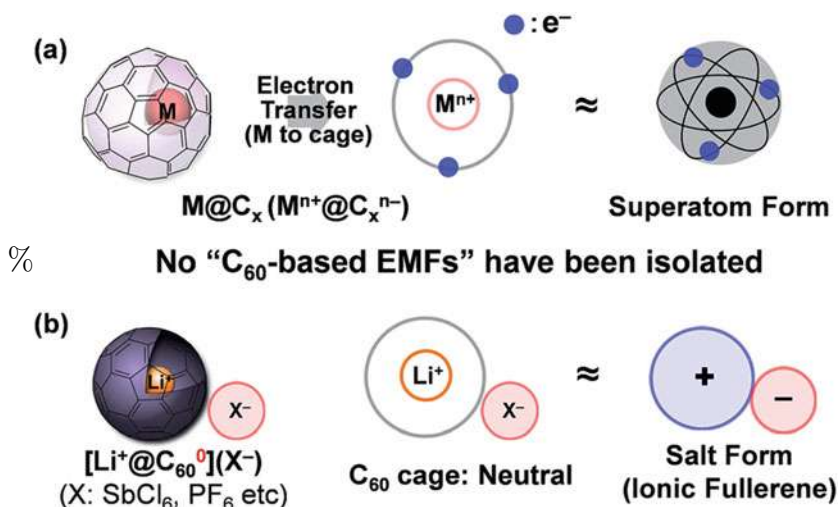 (a)
: e⁻
M
Electron
Transfer
(M to cage)
Mⁿ⁺
≈
M@Cₓ (Mⁿ⁺@Cₓⁿ⁻)
Superatom Form
%
No “C₆₀-based EMFs” have been isolated
(b)
Li⁺
X⁻
Li⁺
X⁻
≈
+
−
[Li⁺@C₆₀⁰](X⁻)
(X: SbCl₆, PF₆ etc)
C₆₀ cage: Neutral
Salt Form
(Ionic Fullerene)